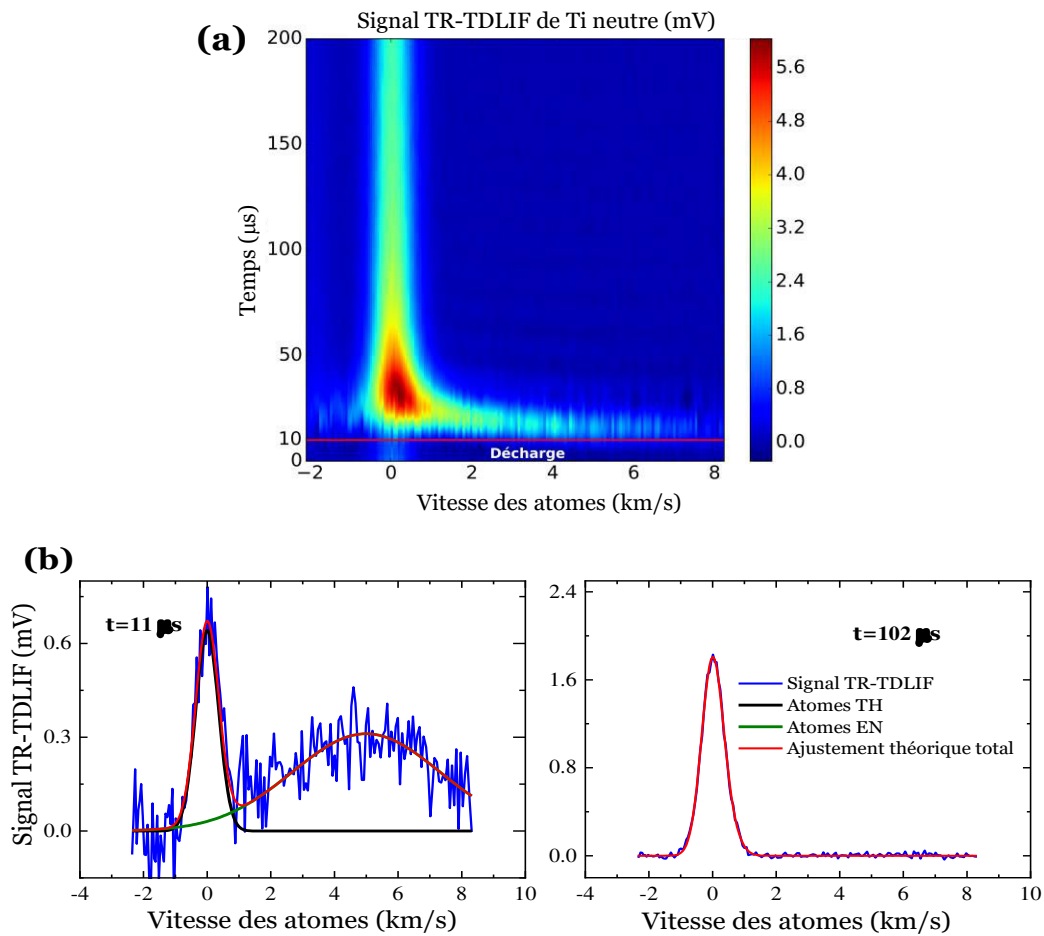 Signal TR-TDLIF de Ti neutre (mV)
(a)
200
150
100
50
10
0
Temps (µs)
Décharge
−2 0 2 4 6 8
Vitesse des atomes (km/s)
5.6
4.8
4.0
3.2
2.4
1.6
0.8
0.0
(b)
Signal TR-TDLIF (mV)
0.6
0.3
0.0
t=11 µs
-4 -2 0 2 4 6 8 10
Vitesse des atomes (km/s)
2.4
1.8
1.2
0.6
0.0
t=102 µs
Signal TR-TDLIF
Atomes TH
Atomes EN
Ajustement théorique total
-4 -2 0 2 4 6 8 10
Vitesse des atomes (km/s)